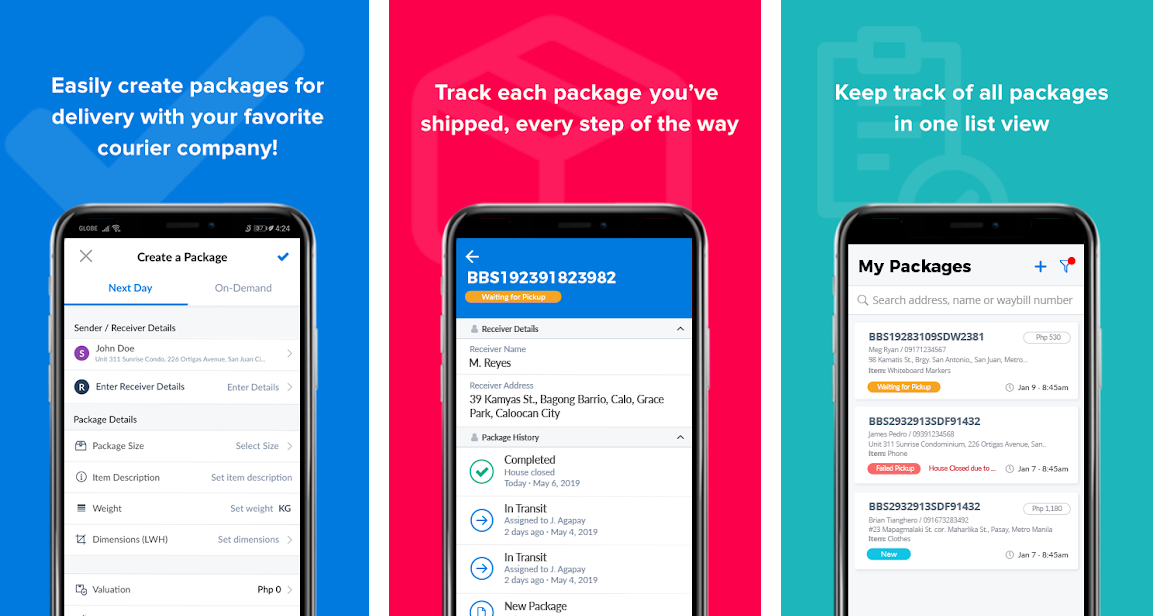 Easily create packages for
delivery with your favorite
courier company!
GLOBE
37
4:24
Create a Package
Next Day
On-Demand
Sender / Receiver Details
S
John Doe
Unit 311 Sunrise Condo, 226 Ortigas Avenue, San Juan Ci...
R
Enter Receiver Details
Enter Details
Package Details
Package Size
Select Size
Item Description
Set item description
Weight
Set weight KG
Dimensions (LWH)
Set dimensions
Valuation
Php 0
Track each package you've
shipped, every step of the way
BBS192391823982
Waiting for Pickup
Receiver Details
Receiver Name
M. Reyes
Receiver Address
39 Kamyas St., Bagong Barrio, Calo, Grace
Park, Caloocan City
Package History
Completed
House closed
Today · May 6, 2019
In Transit
Assigned to J. Agapay
2 days ago · May 4, 2019
In Transit
Assigned to J. Agapay
2 days ago · May 4, 2019
New Package
Keep track of all packages
in one list view
My Packages
Search address, name or waybill number
BBS19283109SDW2381
Php 530
Meg Ryan / 09171234567
98 Kamatis St., Brgy. San Antonio,, San Juan, Metro...
Item: Whiteboard Markers
Waiting for Pickup
Jan 9 - 8:45am
BBS2932913SDF91432
James Pedro / 09391234568
Unit 311 Sunrise Condominium, 226 Ortigas Avenue, San..
Item: Phone
Failed Pickup
House Closed due to ...
Jan 7 - 8:45am
BBS2932913SDF91432
Php 1,180
Brian Tianghero / 091673283492
#23 Mapagmalaki St. cor. Maharlika St., Pasay, Metro Manila
Item: Clothes
New
Jan 7 - 8:45am